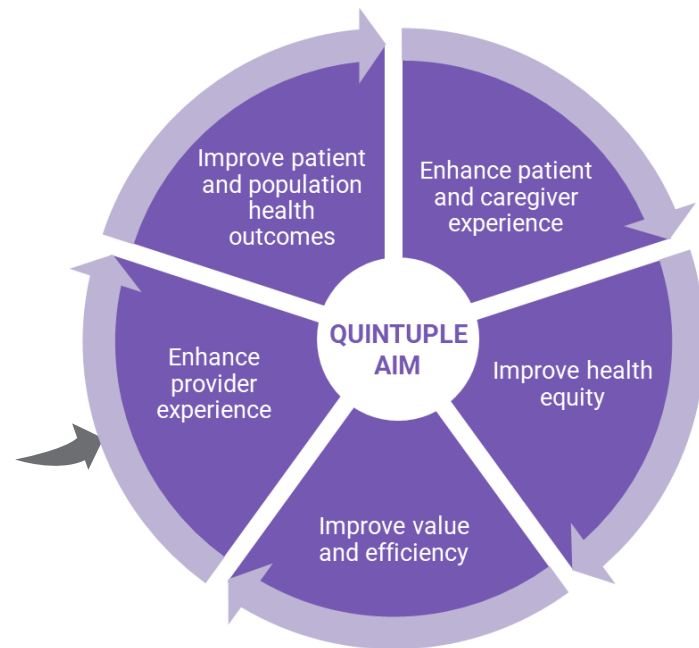 Improve patient
and population
health
outcomes
Enhance patient
and caregiver
experience
QUINTUPLE
AIM
Improve health
equity
Enhance
provider
experience
Improve value
and efficiency